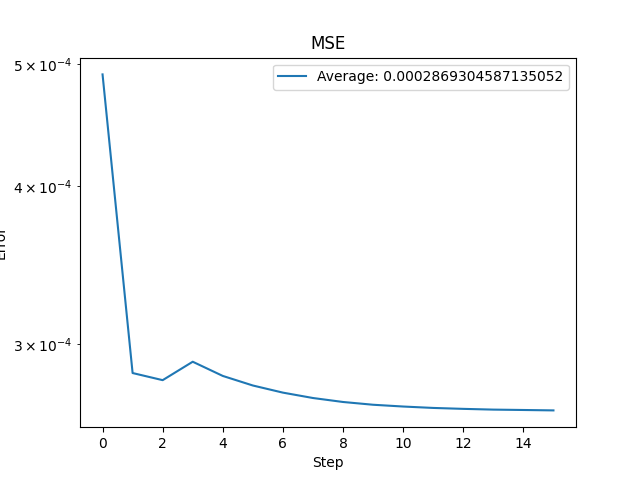 MSE
5 × 10⁻⁴
4 × 10⁻⁴
3 × 10⁻⁴
Error
Average: 0.0002869304587135052
0 2 4 6 8 10 12 14
Step